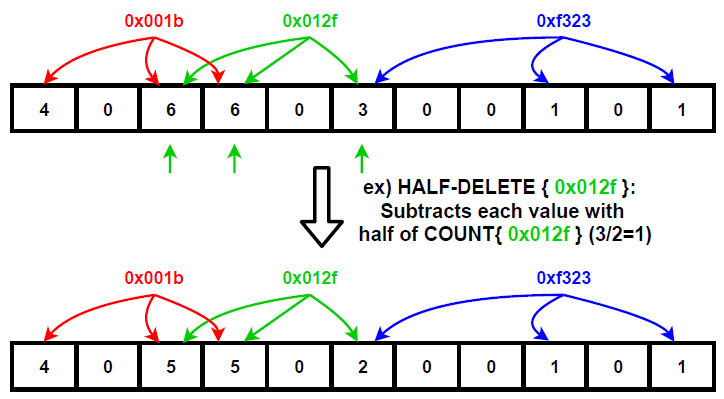 0x001b 0x012f 0xf323
4 0 6 6 0 3 0 0 1 0 1
ex) HALF-DELETE { 0x012f }:
Subtracts each value with
half of COUNT{ 0x012f } (3/2=1)
0x001b 0x012f 0xf323
4 0 5 5 0 2 0 0 1 0 1